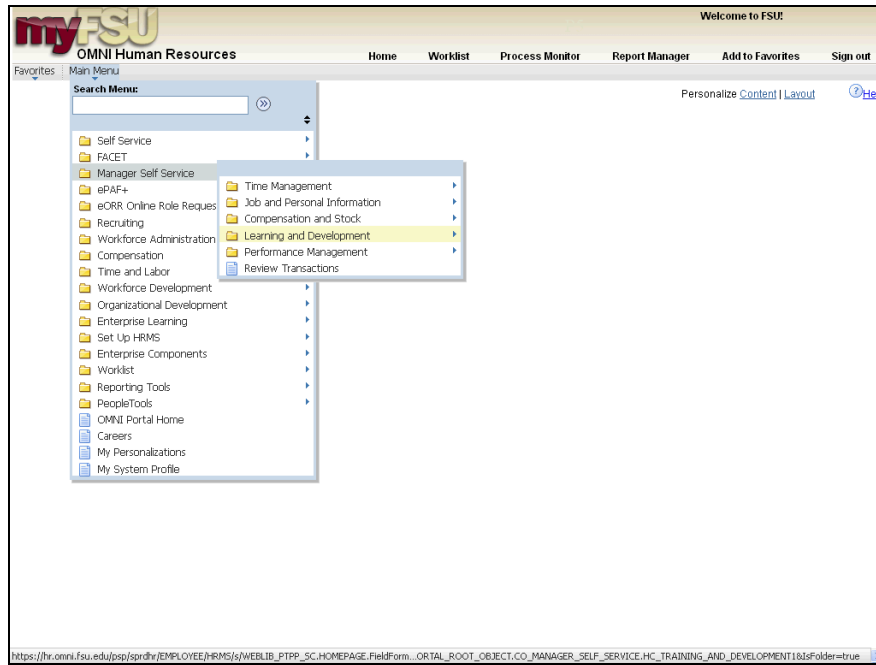 myFSU
Welcome to FSU!
OMNI Human Resources
Home Worklist Process Monitor Report Manager Add to Favorites Sign out
Favorites Main Menu
Search Menu:
Personalize Content | Layout
? He
Self Service
FACET
Manager Self Service
ePAF+
eORR Online Role Reques
Recruiting
Workforce Administration
Compensation
Time and Labor
Workforce Development
Organizational Development
Enterprise Learning
Set Up HRMS
Enterprise Components
Worklist
Reporting Tools
PeopleTools
OMNI Portal Home
Careers
My Personalizations
My System Profile
Time Management
Job and Personal Information
Compensation and Stock
Learning and Development
Performance Management
Review Transactions
https://hr.omni.fsu.edu/psp/sprdhr/EMPLOYEE/HRMS/s/WEBLIB_PTPP_SC.HOMEPAGE.FieldForm...ORTAL_ROOT_OBJECT.CO_MANAGER_SELF_SERVICE.HC_TRAINING_AND_DEVELOPMENT1&IsFolder=true